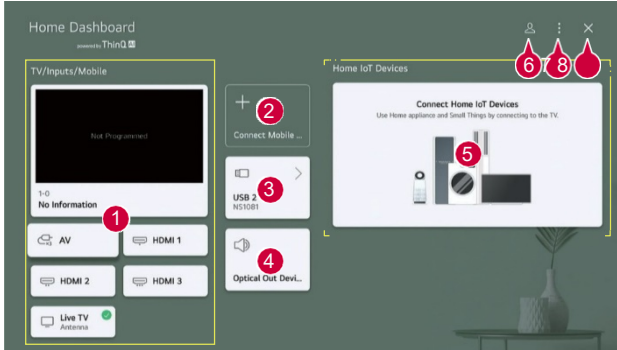 Home Dashboard
powered by ThinQ AI
TV/Inputs/Mobile
Not Programmed
1-0
No Information
1
AV
HDMI 1
HDMI 2
HDMI 3
Live TV
Antenna
2
Connect Mobile ...
3
USB 2
NS1081
4
Optical Out Devi...
6
7
8
Home IoT Devices
Connect Home IoT Devices
Use Home appliance and Small Things by connecting to the TV.
5